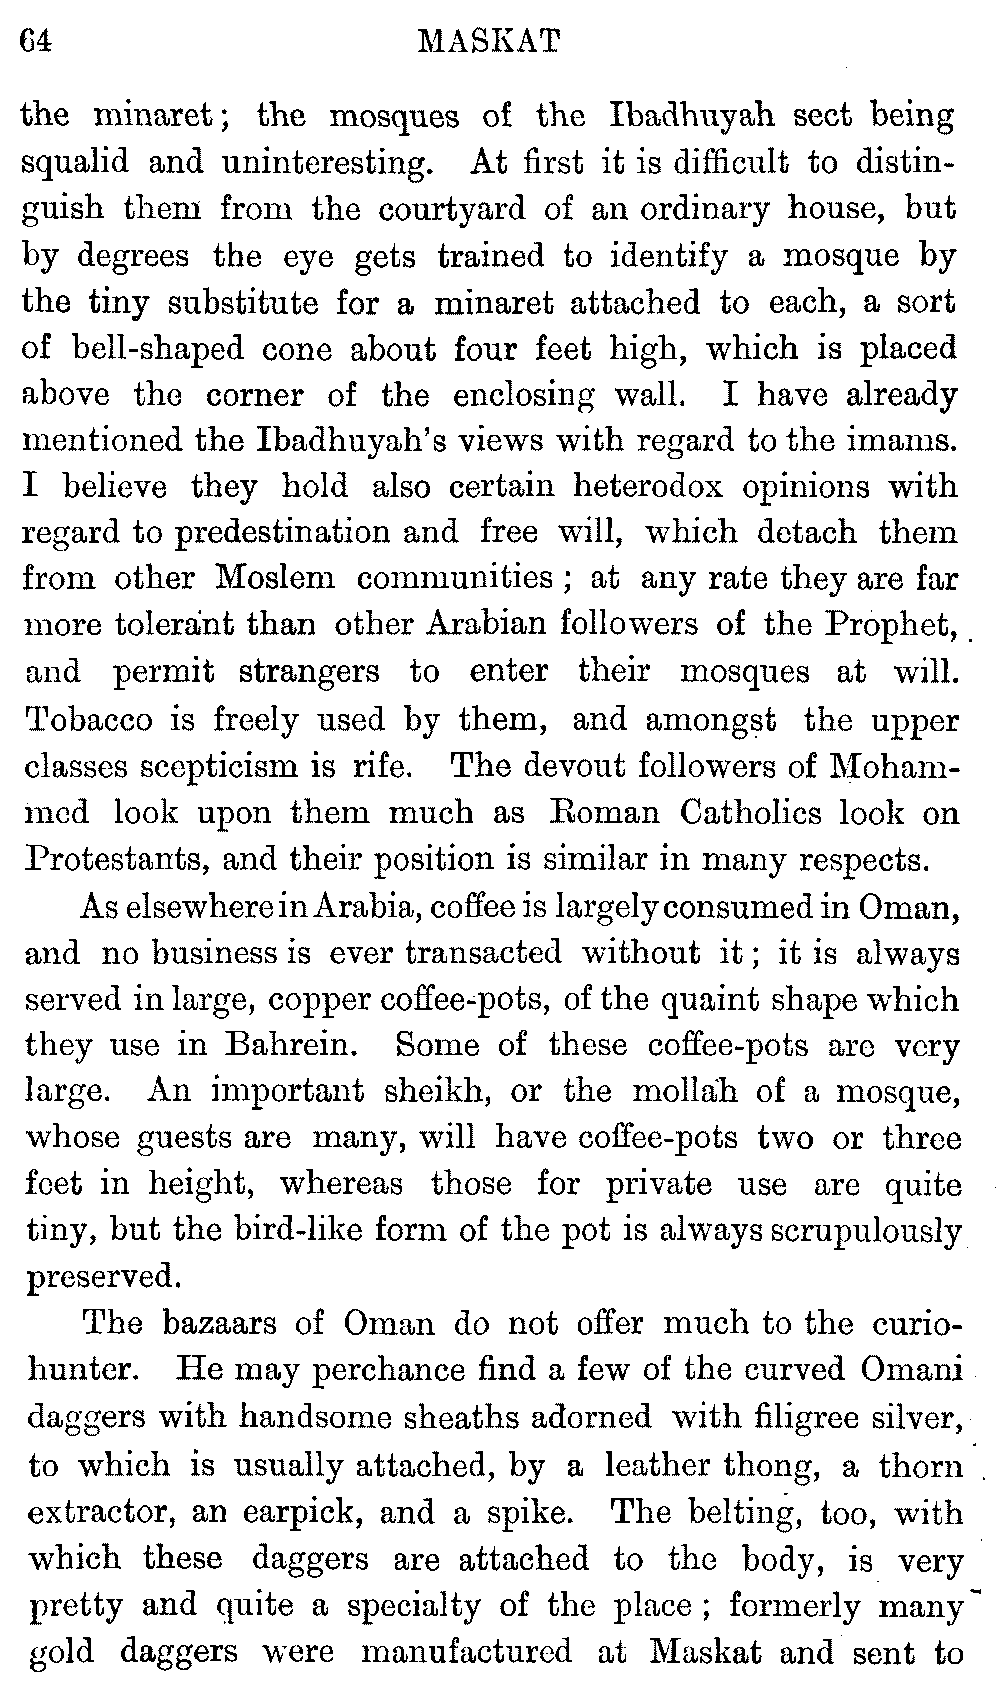 64 MASKAT
the minaret; the mosques of the Ibadhuyah sect being
squalid and uninteresting. At first it is difficult to distin-
guish them from the courtyard of an ordinary house, but
by degrees the eye gets trained to identify a mosque by
the tiny substitute for a minaret attached to each, a sort
of bell-shaped cone about four feet high, which is placed
above the corner of the enclosing wall. I have already
mentioned the Ibadhuyah's views with regard to the imams.
I believe they hold also certain heterodox opinions with
regard to predestination and free will, which detach them
from other Moslem communities; at any rate they are far
more tolerant than other Arabian followers of the Prophet,
and permit strangers to enter their mosques at will.
Tobacco is freely used by them, and amongst the upper
classes scepticism is rife. The devout followers of Moham-
med look upon them much as Roman Catholics look on
Protestants, and their position is similar in many respects.
As elsewhere in Arabia, coffee is largely consumed in Oman,
and no business is ever transacted without it; it is always
served in large, copper coffee-pots, of the quaint shape which
they use in Bahrein. Some of these coffee-pots are very
large. An important sheikh, or the mollah of a mosque,
whose guests are many, will have coffee-pots two or three
feet in height, whereas those for private use are quite
tiny, but the bird-like form of the pot is always scrupulously
preserved.
The bazaars of Oman do not offer much to the curio-
hunter. He may perchance find a few of the curved Omani
daggers with handsome sheaths adorned with filigree silver,
to which is usually attached, by a leather thong, a thorn
extractor, an earpick, and a spike. The belting, too, with
which these daggers are attached to the body, is very
pretty and quite a specialty of the place; formerly many
gold daggers were manufactured at Maskat and sent to